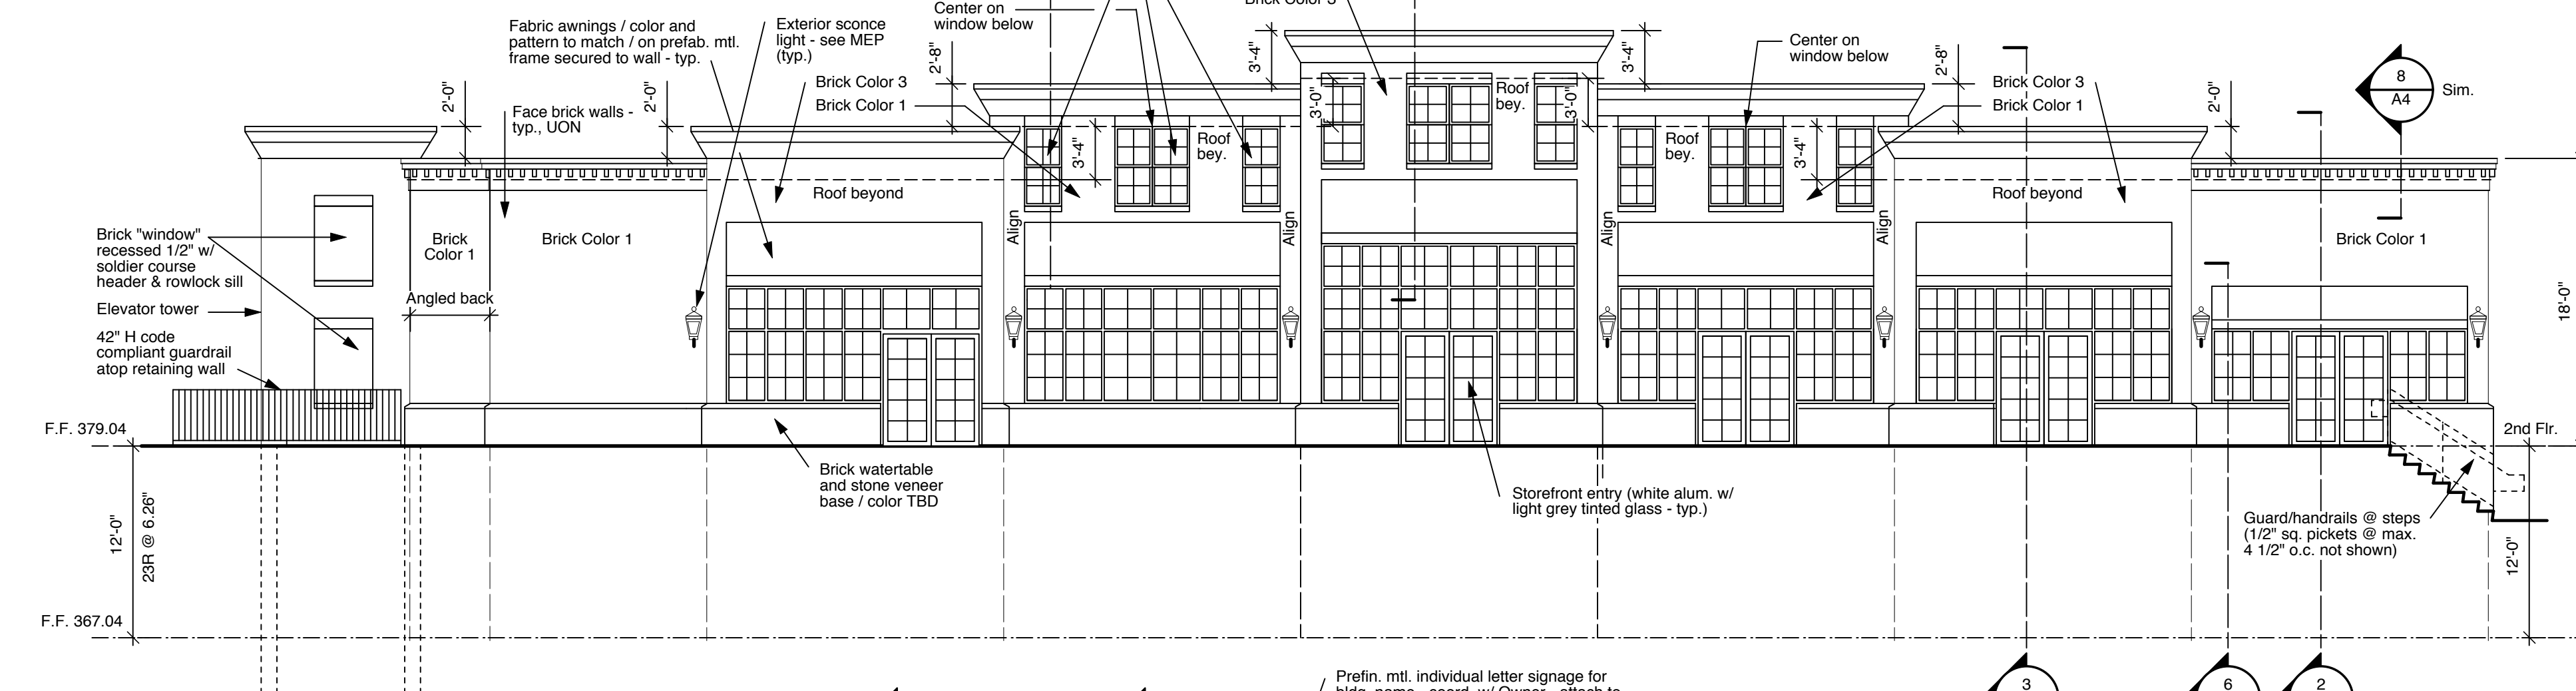 Fabric awnings / color and
pattern to match / on prefab. mtl.
frame secured to wall - typ.
Exterior sconce
light - see MEP
(typ.)
Center on
window below
Center on
window below
2'-0"
2'-0"
2'-8"
3'-4"
3'-4"
2'-8"
2'-0"
Face brick walls -
typ., UON
Brick Color 3
Brick Color 1
Brick Color 3
Brick Color 1
8
A4
Sim.
3'-0"
Roof
bey.
3'-0"
3'-4"
Roof
bey.
Roof
bey.
3'-4"
Roof beyond
Roof beyond
Brick "window"
recessed 1/2" w/
soldier course
header & rowlock sill
Brick
Color 1
Brick Color 1
Align
Align
Align
Align
Brick Color 1
Angled back
Elevator tower
18'-0"
42" H code
compliant guardrail
atop retaining wall
F.F. 379.04
2nd Flr.
Brick watertable
and stone veneer
base / color TBD
Storefront entry (white alum. w/
light grey tinted glass - typ.)
Guard/handrails @ steps
(1/2" sq. pickets @ max.
4 1/2" o.c. not shown)
12'-0"
23R @ 6.26"
12'-0"
F.F. 367.04
Prefin. mtl. individual letter signage for
3
6
2